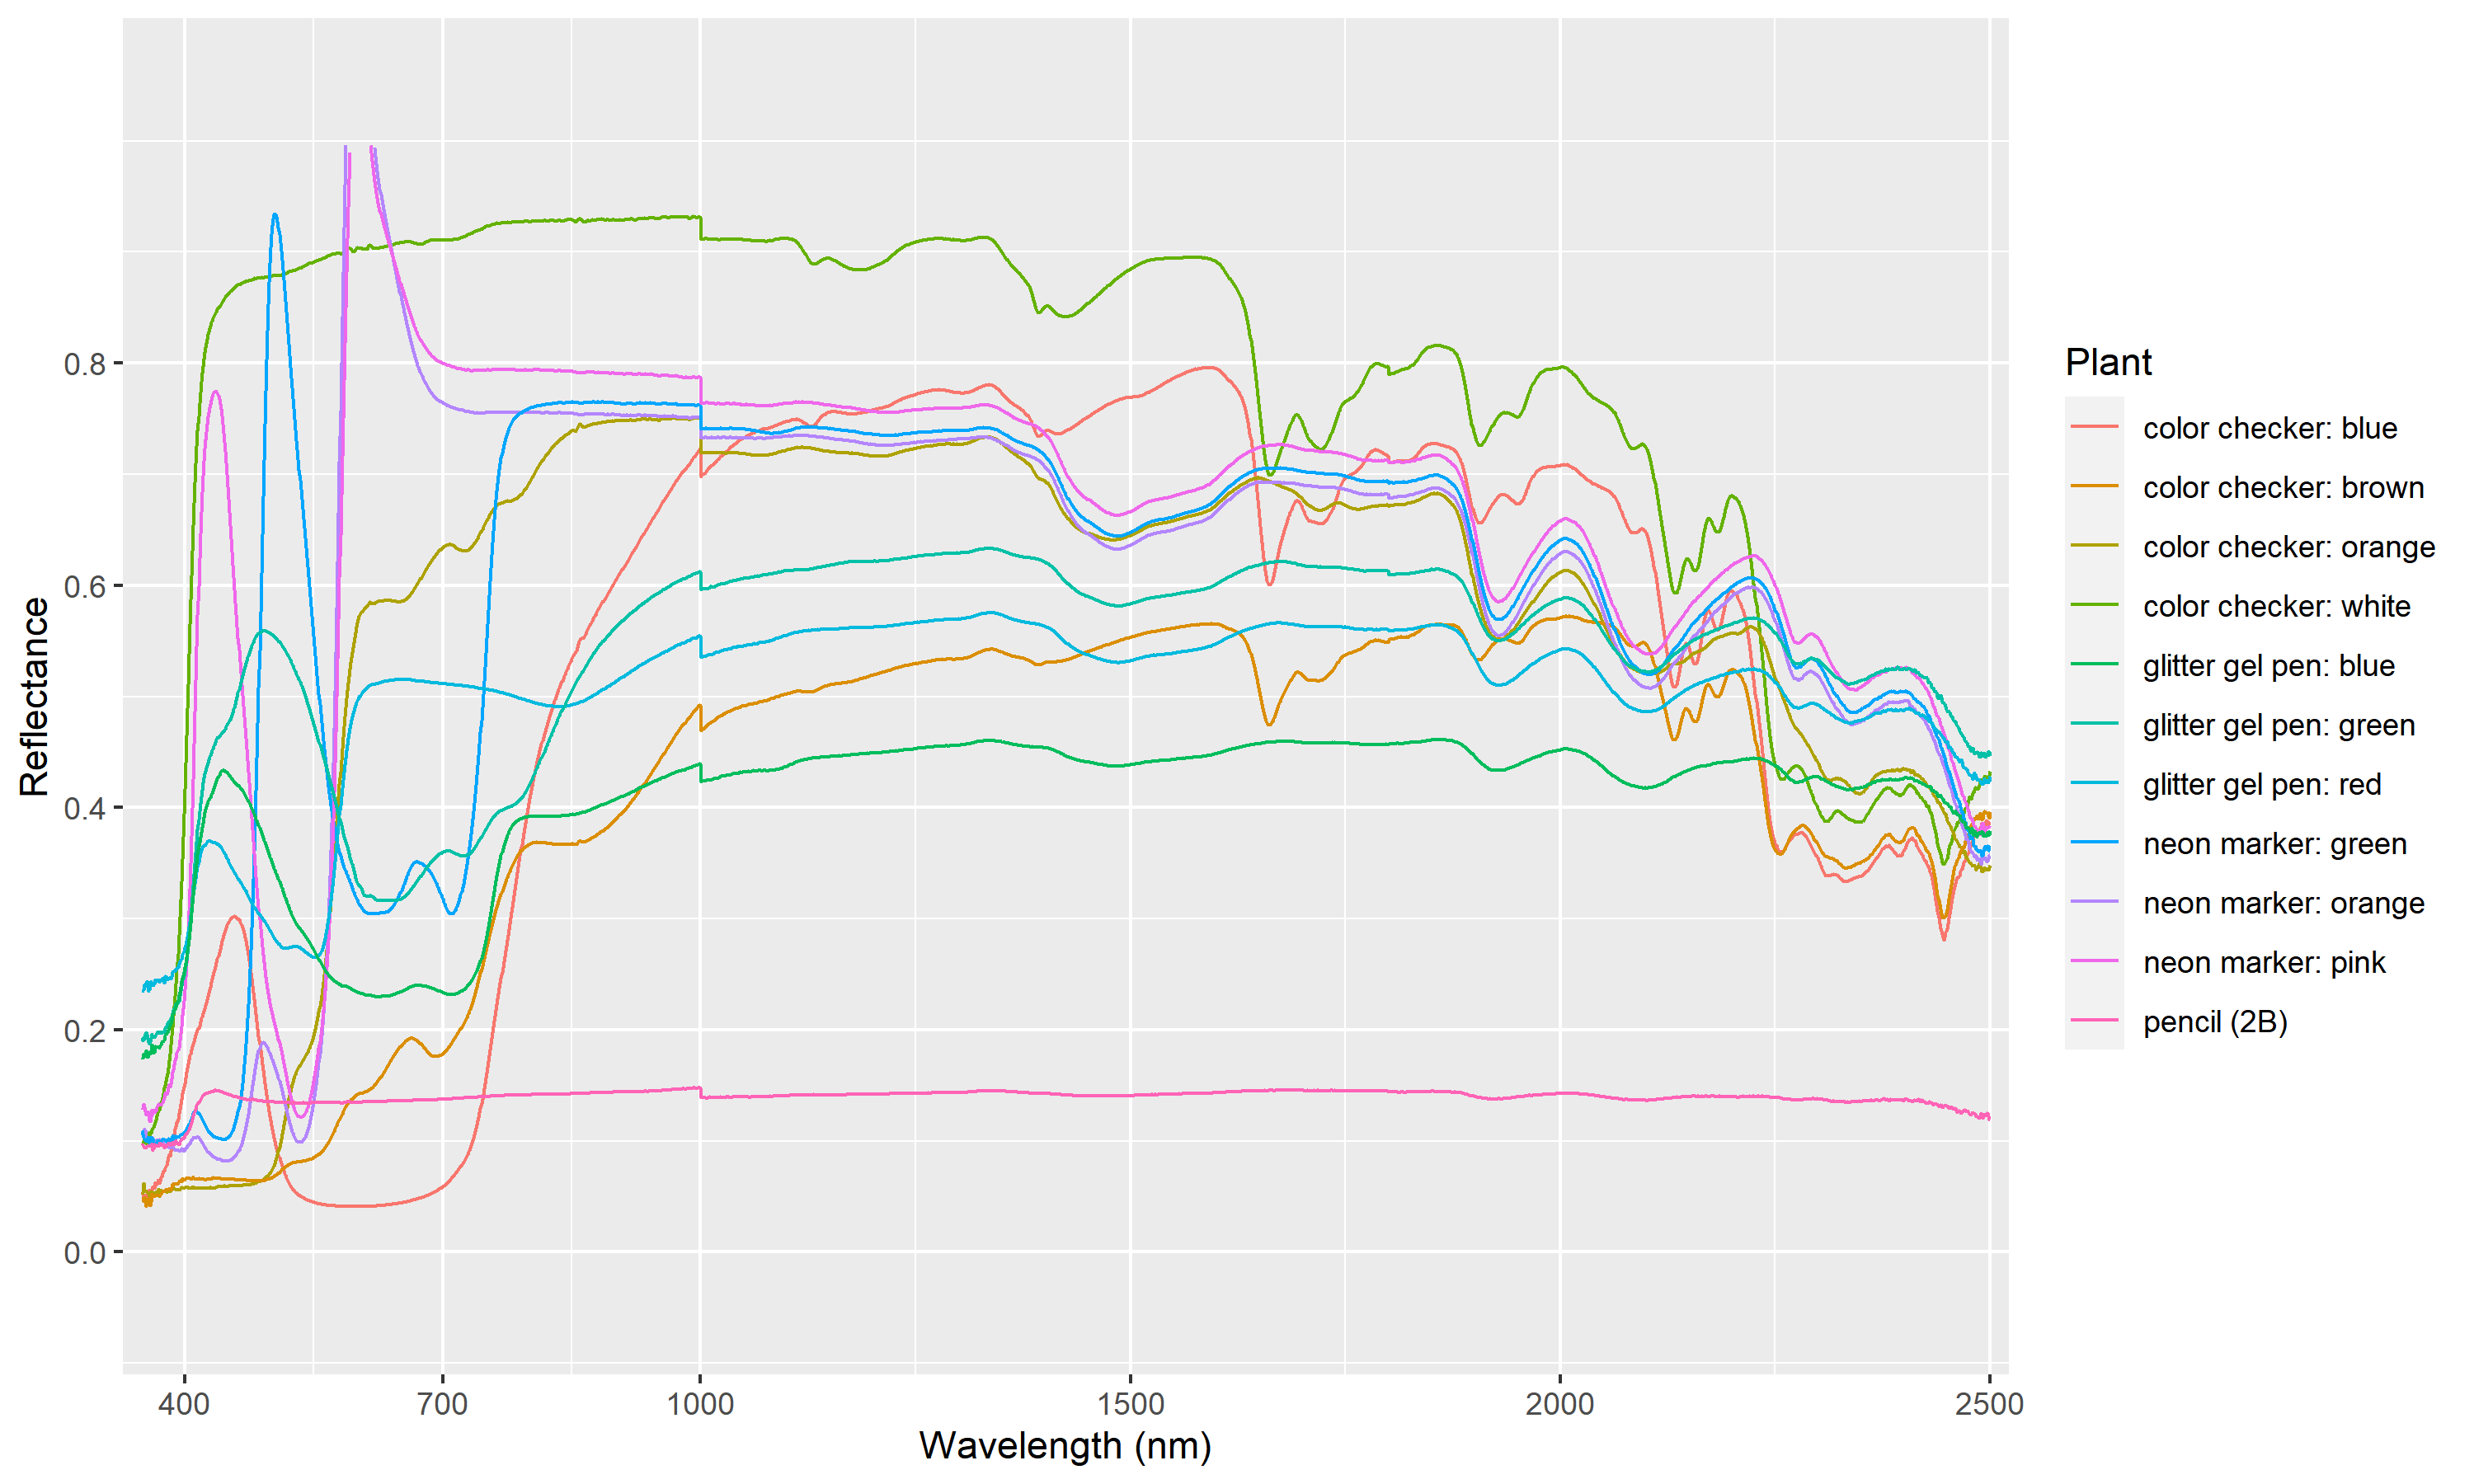 Reflectance
0.8
0.6
0.4
0.2
0.0
400 700 1000 1500 2000 2500
Wavelength (nm)
Plant
color checker: blue
color checker: brown
color checker: orange
color checker: white
glitter gel pen: blue
glitter gel pen: green
glitter gel pen: red
neon marker: green
neon marker: orange
neon marker: pink
pencil (2B)